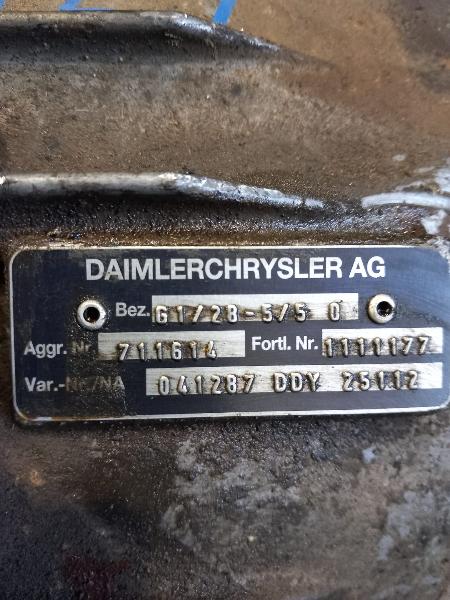 DAIMLERCHRYSLER AG
Bez. G1/28-5/5 0
Aggr. Nr 711614 Fortl. Nr. 1111177
Var.-Nr./NA 041287 DDY 25112